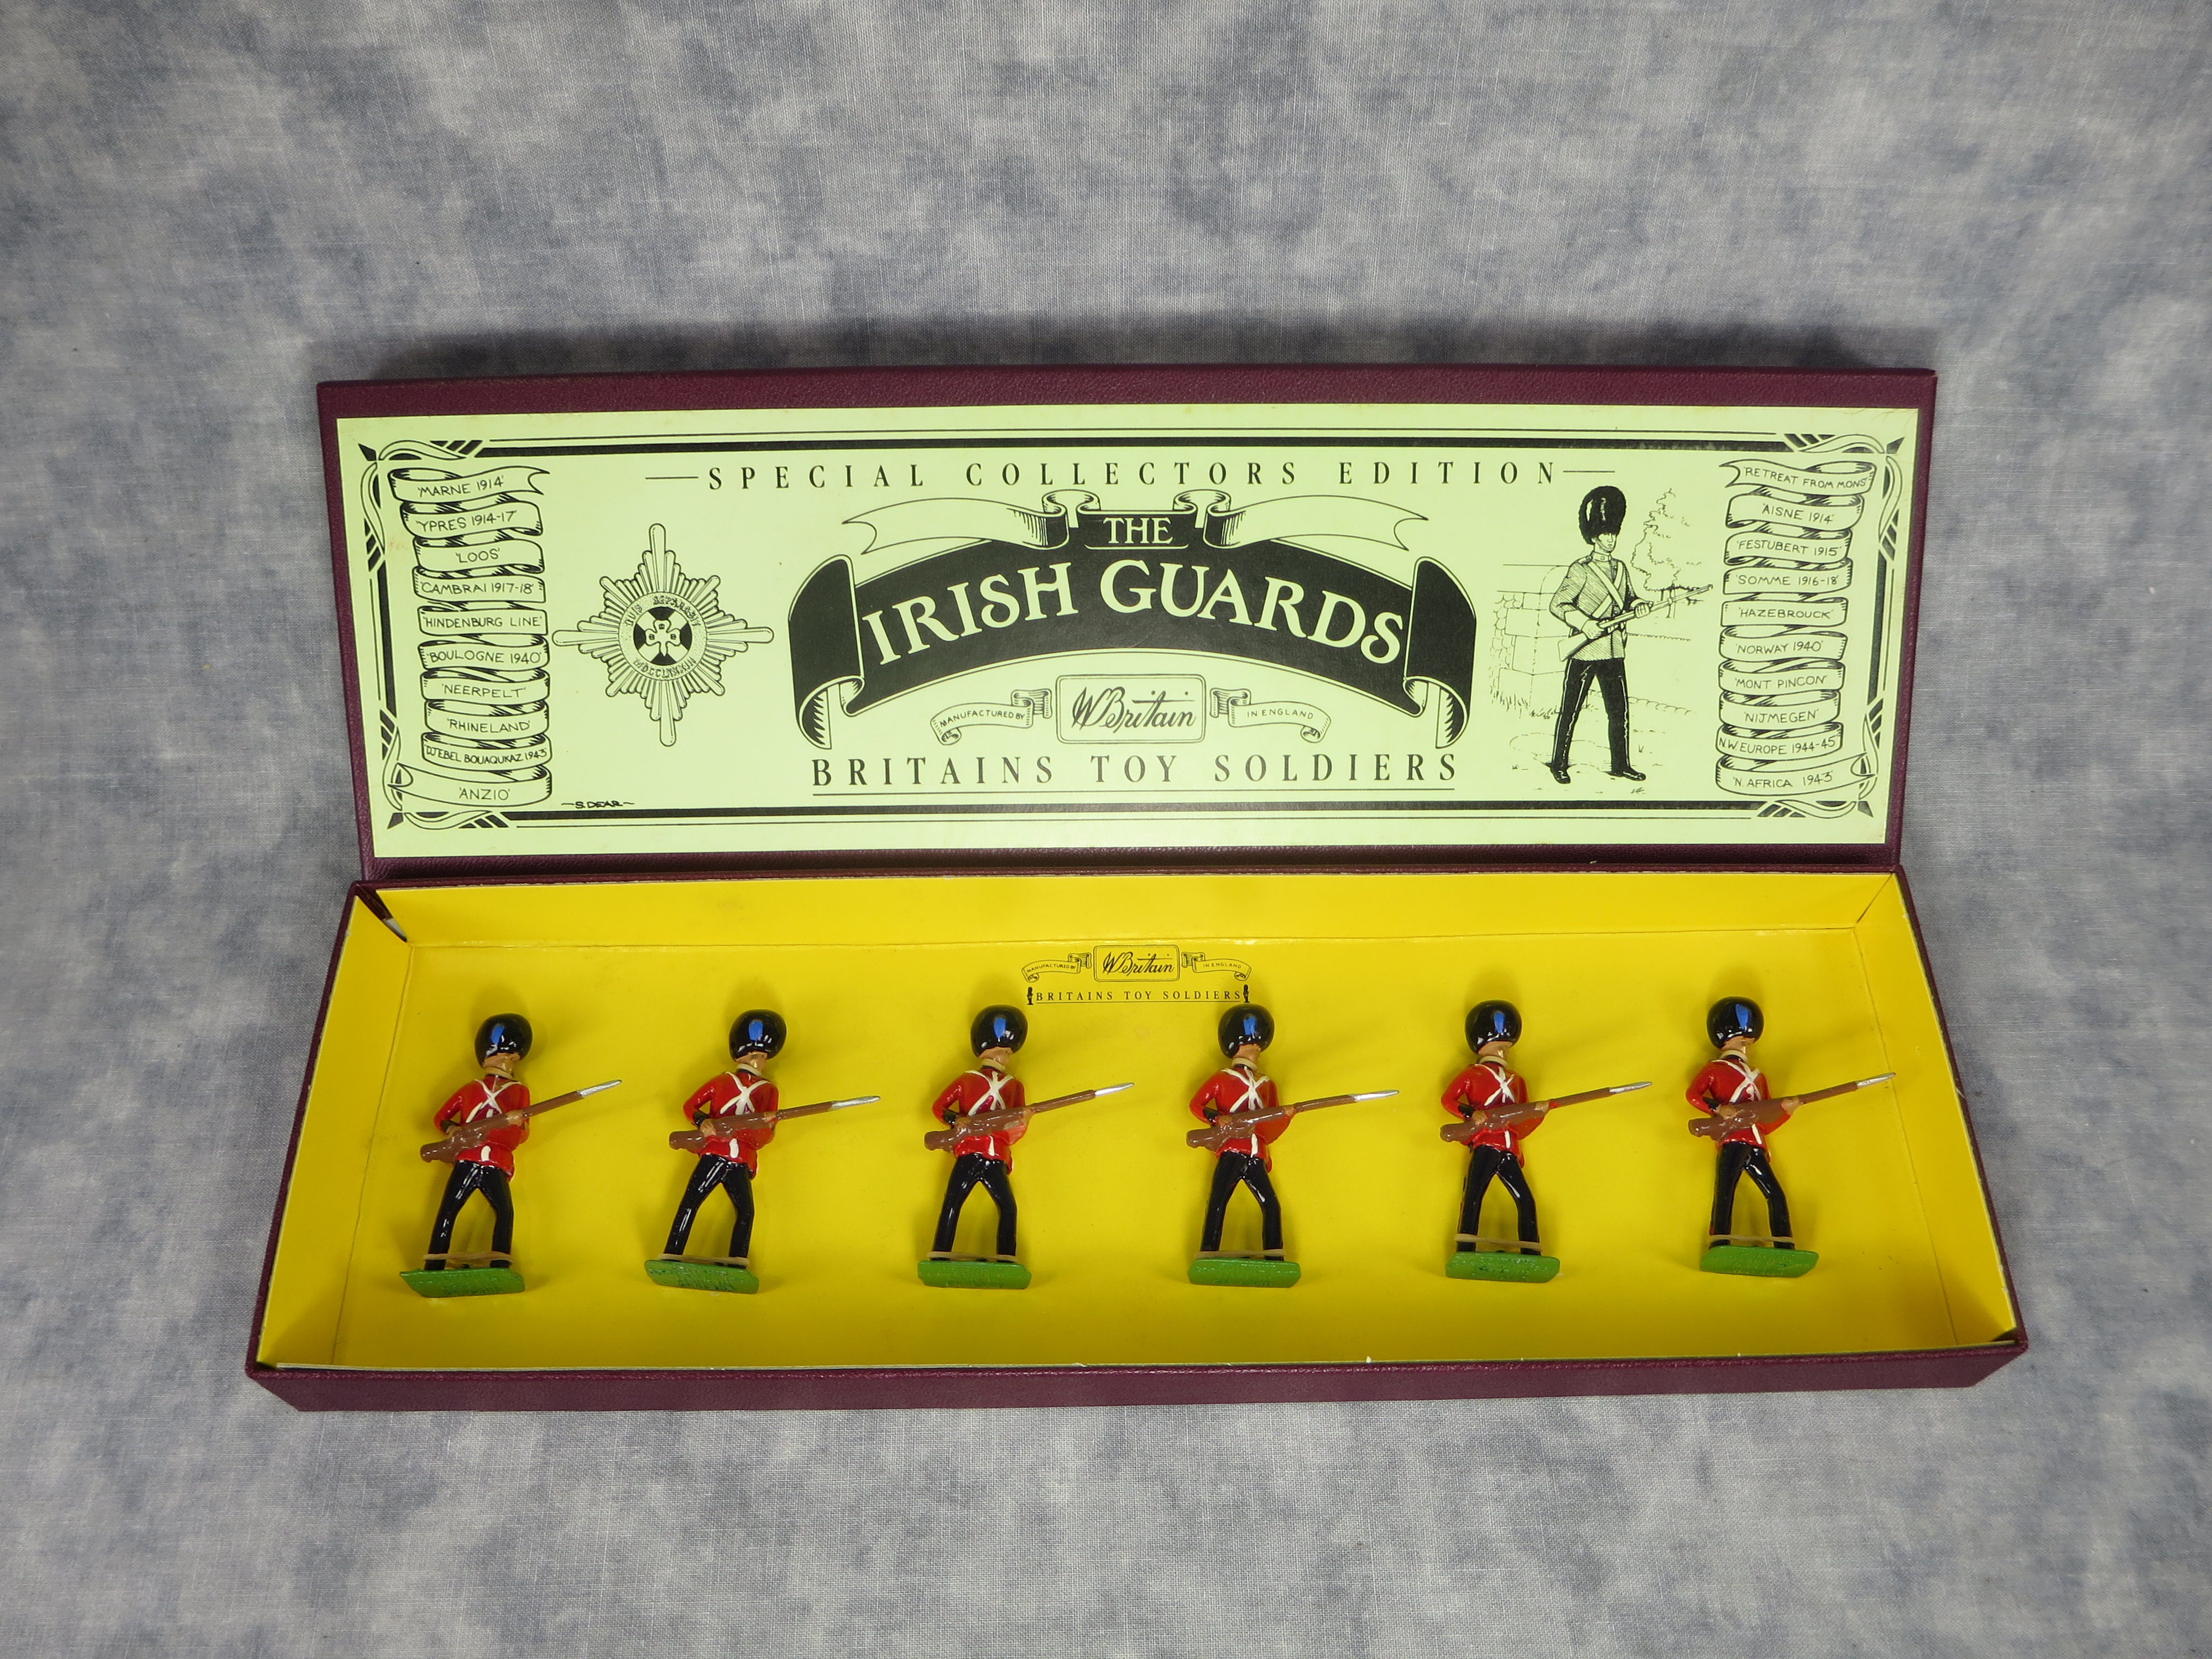 SPECIAL COLLECTORS EDITION
'MARNE 1914'
'YPRES 1914-17'
'LOOS'
'CAMBRAI 1917-18'
'HINDENBURG LINE'
'BOULOGNE 1940'
'NEERPELT'
'RHINELAND'
'DJEBEL BOUAQUKAZ 1943'
'ANZIO'
S. DEAR
QUIS SEPARABIT
MDCCLXXXIII
THE
IRISH GUARDS
MANUFACTURED BY W Britain IN ENGLAND
BRITAINS TOY SOLDIERS
'RETREAT FROM MONS'
'AISNE 1914'
'FESTUBERT 1915'
'SOMME 1916-18'
'HAZEBROUCK'
'NORWAY 1940'
'MONT PINCON'
'NIJMEGEN'
'N.W EUROPE 1944-45'
'N. AFRICA 1943'
MANUFACTURED BY W Britain IN ENGLAND
BRITAINS TOY SOLDIERS